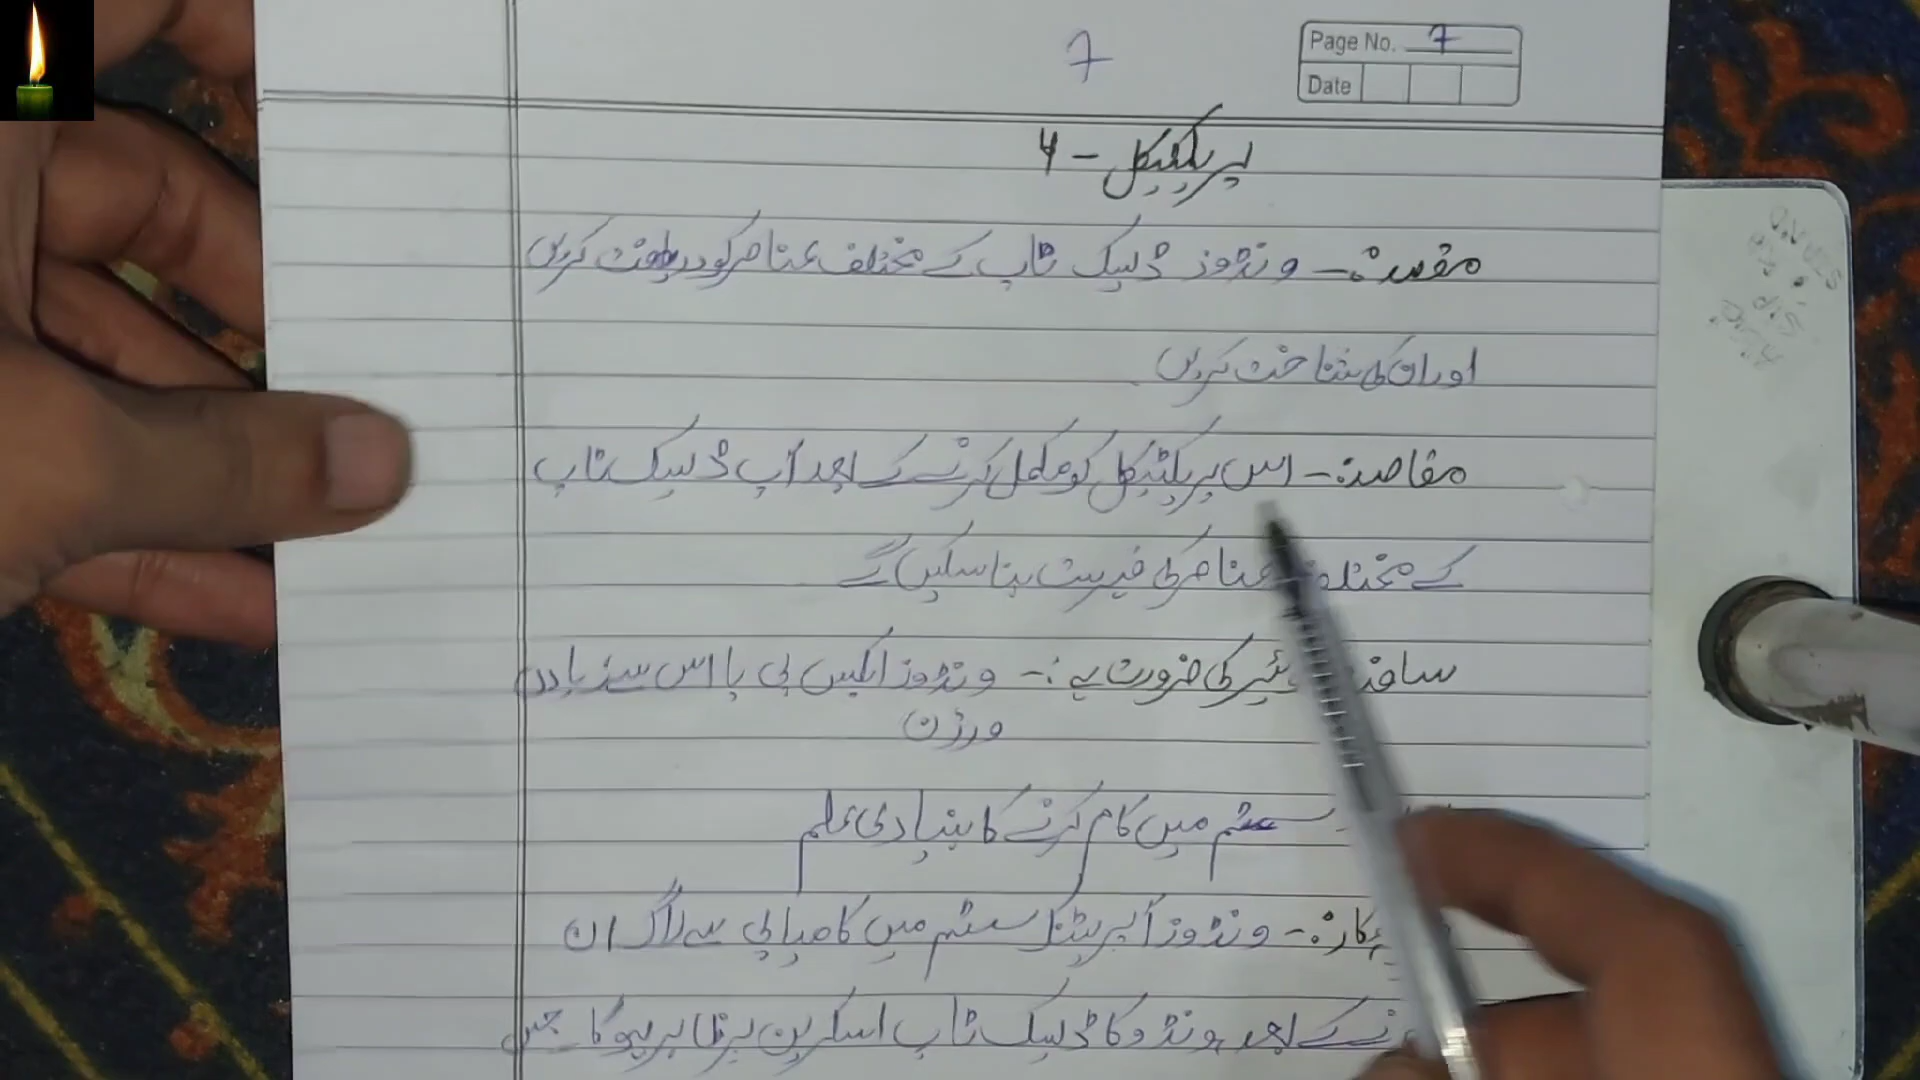 7
Page No. 7
Date
پریکٹیکل - 4
مقصد :- ونڈوز ڈیسک ٹاپ کے مختلف عناصر کو دریافت کریں
اور ان کی شناخت کریں
مقاصد :- اس پریکٹیکل کو مکمل کرنے کے بعد آپ ڈیسک ٹاپ
کے مختلف عناصر کی فہرست بنا سکیں گے
کی ضرورت ہے :- ونڈوز ایکس پی یا اس سے زیادہ
ورژن
سسٹم میں کام کرنے کا بنیادی علم
کار :- ونڈوز آپریٹنگ سسٹم میں کامیابی سے لاگ ان
کے بعد ونڈو کا ڈیسک ٹاپ اسکرین پر ظاہر ہوگا جس